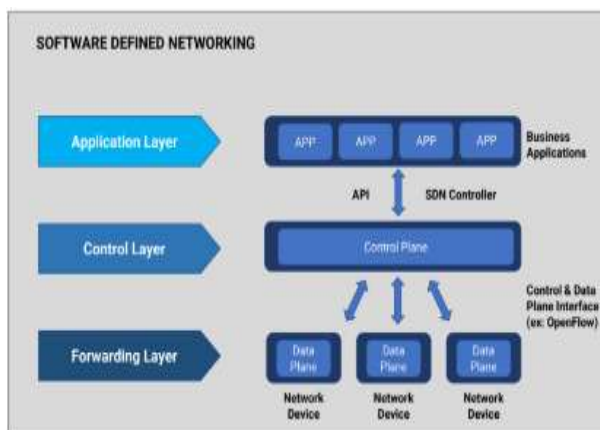 SOFTWARE DEFINED NETWORKING
Application Layer
APP APP APP APP
Business
Applications
API SDN Controller
Control Layer
Control Plane
Control & Data
Plane Interface
(ex: OpenFlow)
Forwarding Layer
Data
Plane
Data
Plane
Data
Plane
Network
Device
Network
Device
Network
Device